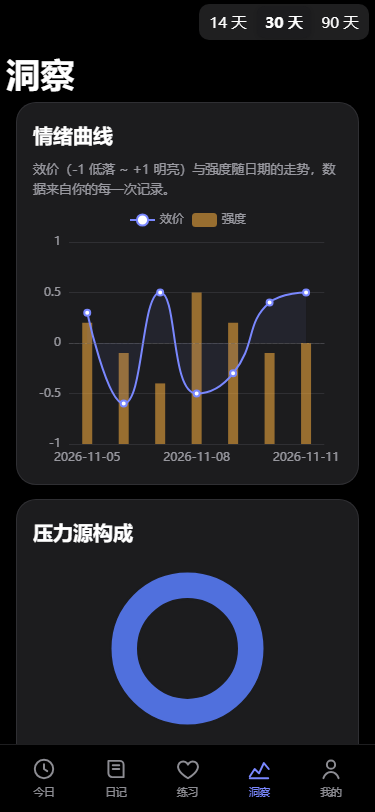 14 天 30 天 90 天
洞察
情绪曲线
效价（-1 低落 ~ +1 明亮）与强度随日期的走势，数
据来自你的每一次记录。
效价 强度
1
0.5
0
-0.5
-1
2026-11-05 2026-11-08 2026-11-11
压力源构成
今日 日记 练习 洞察 我的